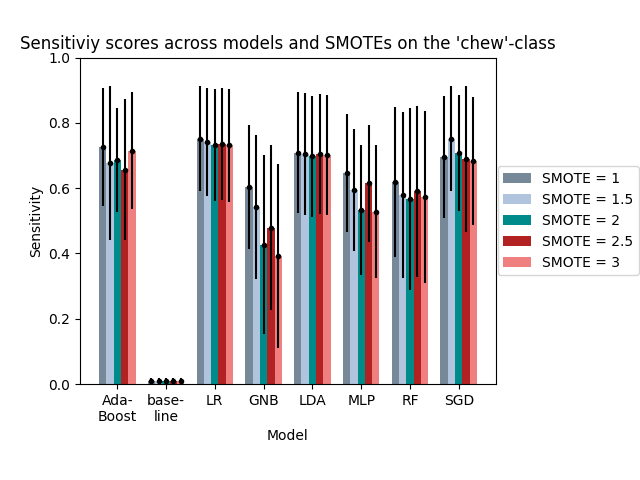 Sensitiviy scores across models and SMOTEs on the 'chew'-class
1.0
0.8
0.6
0.4
0.2
0.0
Sensitivity
Ada-
Boost
base-
line
LR
GNB
LDA
MLP
RF
SGD
Model
SMOTE = 1
SMOTE = 1.5
SMOTE = 2
SMOTE = 2.5
SMOTE = 3